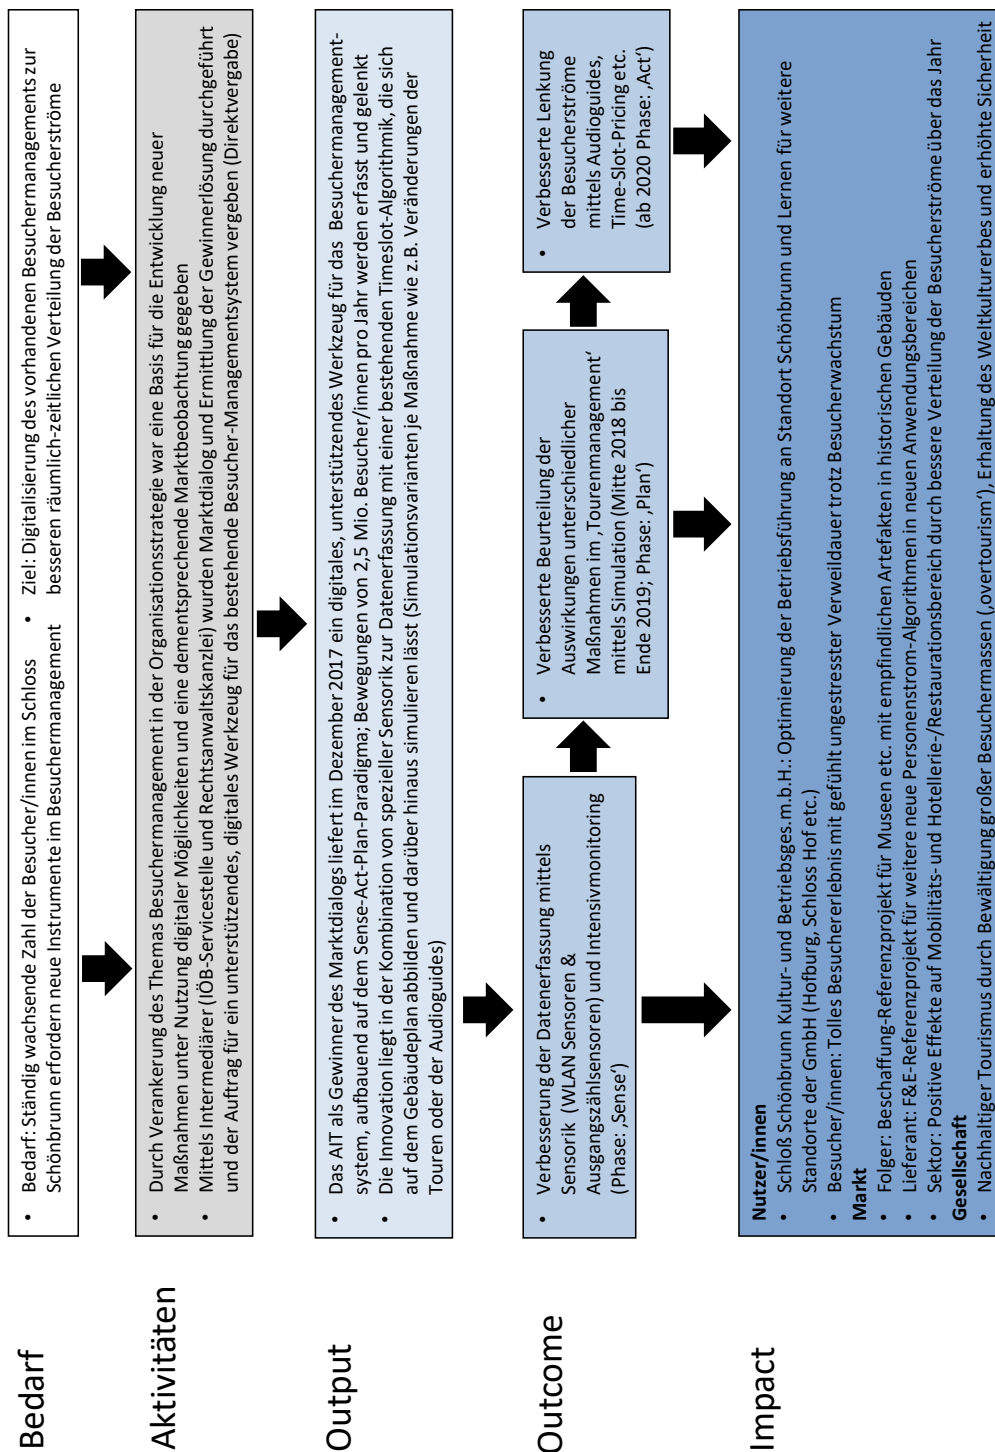 Bedarf
• Bedarf: Ständig wachsende Zahl der Besucher/innen im Schloss
Schönbrunn erfordern neue Instrumente im Besuchermanagement
• Ziel: Digitalisierung des vorhandenen Besuchermanagements zur
besseren räumlich-zeitlichen Verteilung der Besucherströme
Aktivitäten
• Durch Verankerung des Themas Besuchermanagement in der Organisationsstrategie war eine Basis für die Entwicklung neuer
Maßnahmen unter Nutzung digitaler Möglichkeiten und eine dementsprechende Marktbeobachtung gegeben
• Mittels Intermediärer (IÖB-Servicestelle und Rechtsanwaltskanzlei) wurden Marktdialog und Ermittlung der Gewinnerlösung durchgeführt
und der Auftrag für ein unterstützendes, digitales Werkzeug für das bestehende Besucher-Managementsystem vergeben (Direktvergabe)
Output
• Das AIT als Gewinner des Marktdialogs liefert im Dezember 2017 ein digitales, unterstützendes Werkzeug für das Besuchermanagement-
system, aufbauend auf dem Sense-Act-Plan-Paradigma; Bewegungen von 2,5 Mio. Besucher/innen pro Jahr werden erfasst und gelenkt
• Die Innovation liegt in der Kombination von spezieller Sensorik zur Datenerfassung mit einer bestehenden Timeslot-Algorithmik, die sich
auf dem Gebäudeplan abbilden und darüber hinaus simulieren lässt (Simulationsvarianten je Maßnahme wie z.B. Veränderungen der
Touren oder der Audioguides)
Outcome
• Verbesserung der Datenerfassung mittels
Sensorik (WLAN Sensoren &
Ausgangszählsensoren) und Intensivmonitoring
(Phase: ‚Sense‘)
• Verbesserte Beurteilung der
Auswirkungen unterschiedlicher
Maßnahmen im ‚Tourenmanagement‘
mittels Simulation (Mitte 2018 bis
Ende 2019; Phase: ‚Plan‘)
• Verbesserte Lenkung
der Besucherströme
mittels Audioguides,
Time-Slot-Pricing etc.
(ab 2020 Phase: ‚Act‘)
Impact
Nutzer/innen
• Schloß Schönbrunn Kultur- und Betriebsges.m.b.H.: Optimierung der Betriebsführung an Standort Schönbrunn und Lernen für weitere
Standorte der GmbH (Hofburg, Schloss Hof etc.)
• Besucher/innen: Tolles Besuchererlebnis mit gefühlt ungestresster Verweildauer trotz Besucherwachstum
Markt
• Folger: Beschaffung-Referenzprojekt für Museen etc. mit empfindlichen Artefakten in historischen Gebäuden
• Lieferant: F&E-Referenzprojekt für weitere neue Personenstrom-Algorithmen in neuen Anwendungsbereichen
• Sektor: Positive Effekte auf Mobilitäts- und Hotellerie-/Restaurationsbereich durch bessere Verteilung der Besucherströme über das Jahr
Gesellschaft
• Nachhaltiger Tourismus durch Bewältigung großer Besuchermassen (‚overtourism‘), Erhaltung des Weltkulturerbes und erhöhte Sicherheit